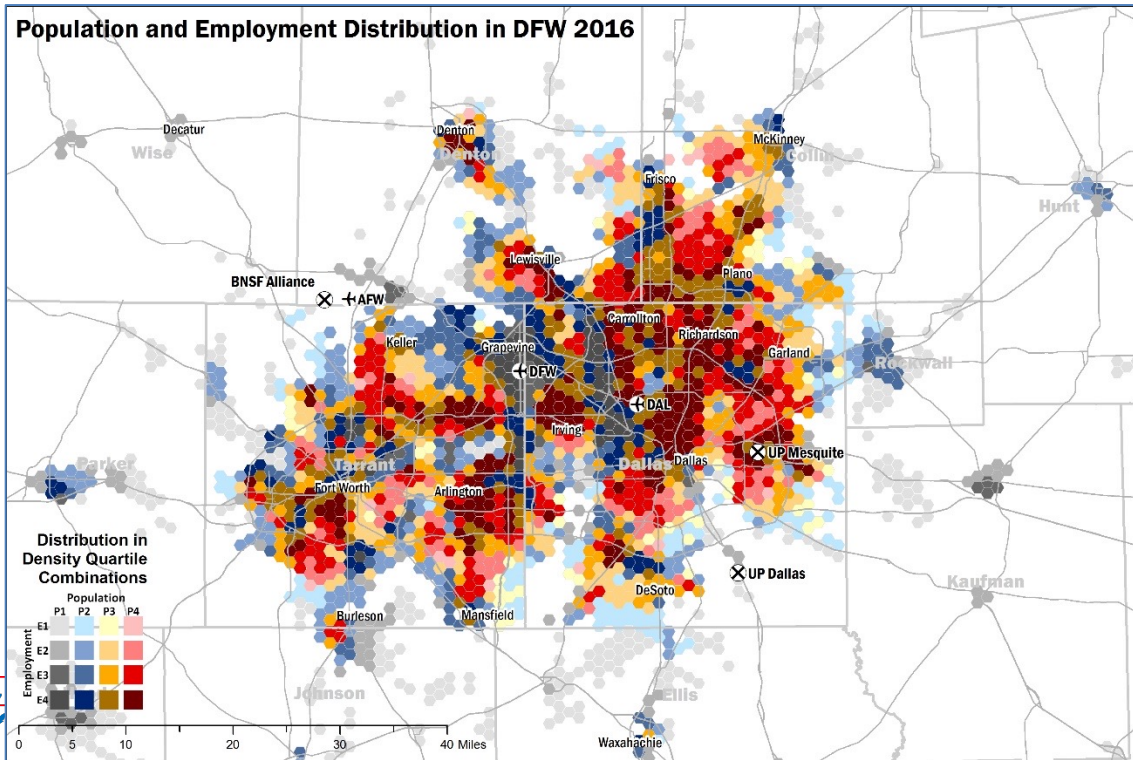 Population and Employment Distribution in DFW 2016
Decatur
Wise
Denton
Denton
McKinney
Collin
Frisco
Hunt
Lewisville
Plano
BNSF Alliance
AFW
Carrollton
Richardson
Keller
Grapevine
Garland
Rockwall
DFW
DAL
Irving
UP Mesquite
Parker
Tarrant
Dallas
Dallas
Fort Worth
Arlington
UP Dallas
Kaufman
DeSoto
Burleson
Mansfield
Johnson
Ellis
Waxahachie
Distribution in
Density Quartile
Combinations
Population
P1 P2 P3 P4
Employment
E1
E2
E3
E4
0 5 10 20 30 40 Miles